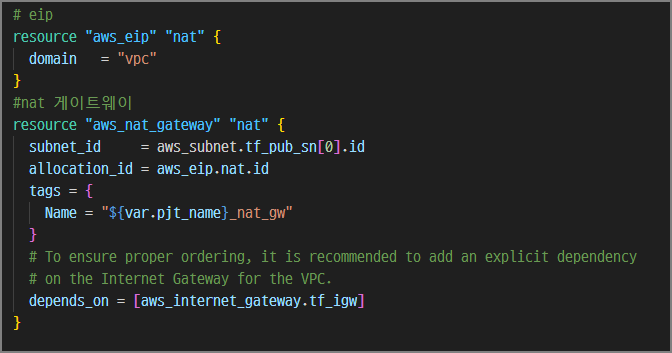 # eip
resource "aws_eip" "nat" {
  domain   = "vpc"
}
#nat 게이트웨이
resource "aws_nat_gateway" "nat" {
  subnet_id     = aws_subnet.tf_pub_sn[0].id
  allocation_id = aws_eip.nat.id
  tags = {
    Name = "${var.pjt_name}_nat_gw"
  }
  # To ensure proper ordering, it is recommended to add an explicit dependency
  # on the Internet Gateway for the VPC.
  depends_on = [aws_internet_gateway.tf_igw]
}